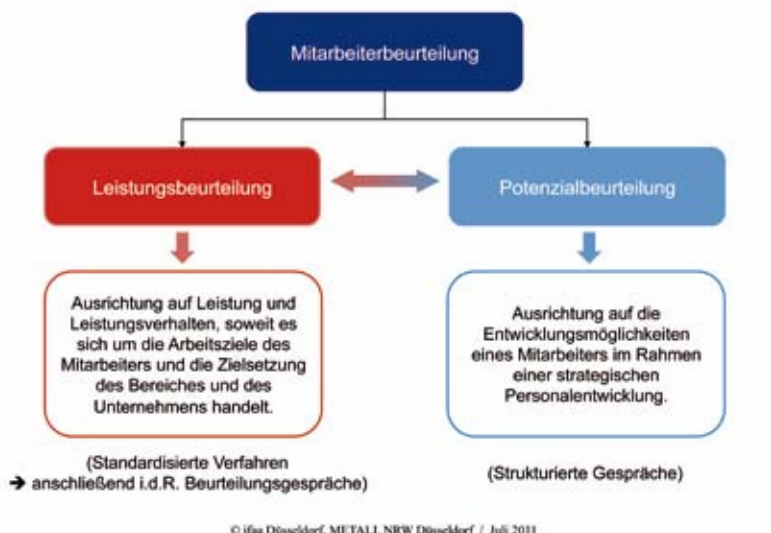 Mitarbeiterbeurteilung
Leistungsbeurteilung
Potenzialbeurteilung
Ausrichtung auf Leistung und
Leistungsverhalten, soweit es
sich um die Arbeitsziele des
Mitarbeiters und die Zielsetzung
des Bereiches und des
Unternehmens handelt.
Ausrichtung auf die
Entwicklungsmöglichkeiten
eines Mitarbeiters im Rahmen
einer strategischen
Personalentwicklung.
(Standardisierte Verfahren
➔ anschließend i.d.R. Beurteilungsgespräche)
(Strukturierte Gespräche)
© ifaa Düsseldorf, METALL NRW Düsseldorf / Juli 2011